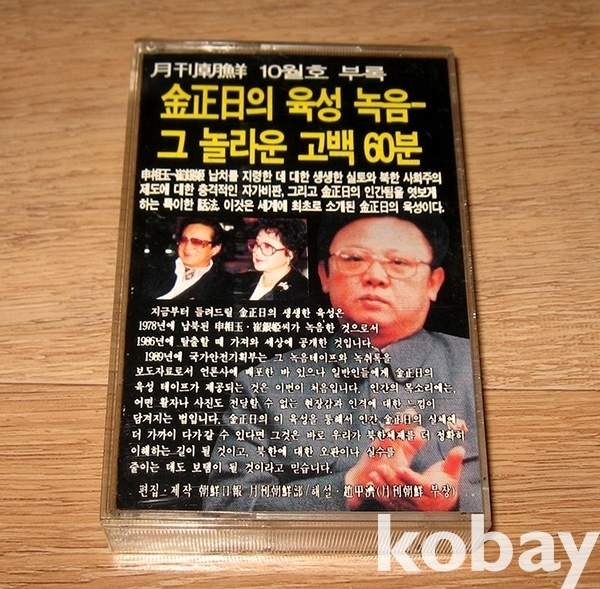 月刊朝鮮 10월호 부록
金正日의 육성 녹음-
그 놀라운 고백 60분
申相玉-崔銀姬 납치를 지령한 데 대한 생생한 실토와 북한 사회주의
제도에 대한 충격적인 자기비판, 그리고 金正日의 인간됨을 엿보게
하는 특이한 話法. 이것은 세계에 최초로 소개된 金正日의 육성이다.
지금부터 들려드릴 金正日의 생생한 육성은
1978년에 납북된 申相玉·崔銀姬씨가 녹음한 것으로서
1986년에 탈출할 때 가져와 세상에 공개한 것입니다.
1989년에 국가안전기획부는 그 녹음테이프와 녹취록을
보도자료로서 언론사에 배포한 바 있으나 일반인들에게 金正日의
육성 테이프가 제공되는 것은 이번이 처음입니다. 인간의 목소리에는,
어떤 활자나 사진도 전달할 수 없는 현장감과 인격에 대한 느낌이
담겨지는 법입니다. 金正日의 이 육성을 통해서 인간 金正日의 실체에
더 가까이 다가갈 수 있다면 그것은 바로 우리가 북한체제를 더 정확히
이해하는 길이 될 것이고, 북한에 대한 오판이나 실수를
줄이는 데도 보탬이 될 것이라고 믿습니다.
편집·제작 朝鮮日報 月刊朝鮮部/해설·趙甲濟(月刊朝鮮 부장)
kobay